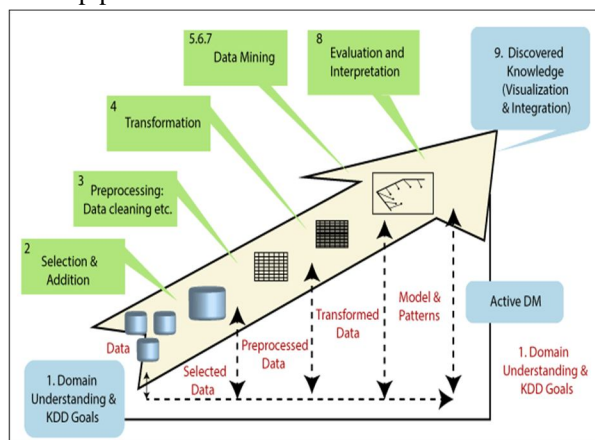 5.6.7
Data Mining
8
Evaluation and
Interpretation
9. Discovered
Knowledge
(Visualization
& Integration)
4
Transformation
3
Preprocessing:
Data cleaning etc.
2
Selection &
Addition
Data
Selected
Data
Preprocessed
Data
Transformed
Data
Model &
Patterns
Active DM
1. Domain
Understanding &
KDD Goals
1. Domain
Understanding
& KDD Goals